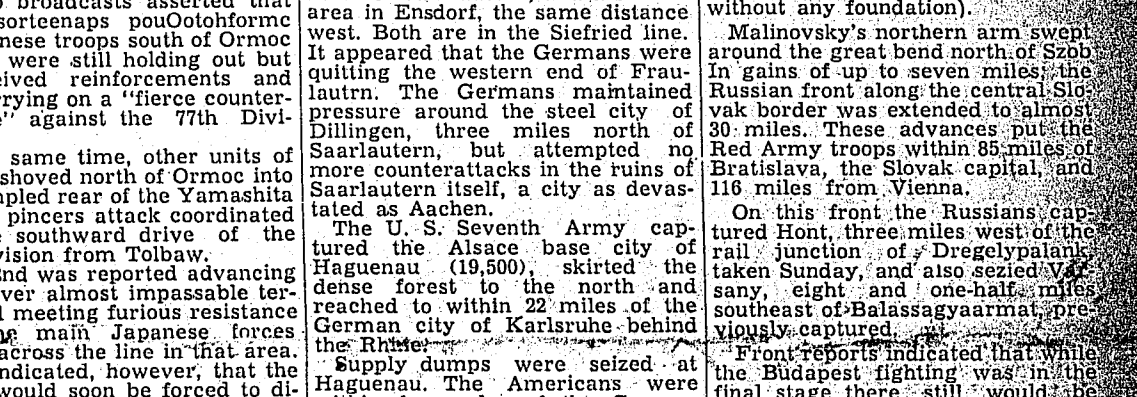 broadcasts asserted that
sorteenaps pouOotohformc
nese troops south of Ormoc
were still holding out but
eived reinforcements and
rrying on a "fierce counter-
" against the 77th Divi-
same time, other units of
shoved north of Ormoc into
mpled rear of the Yamashita
pincers attack coordinated
southward drive of the
vision from Tolbaw.
2nd was reported advancing
ver almost impassable ter-
meeting furious resistance
main Japanese forces
across the line in that area.
ndicated, however, that the
would soon be forced to di-
area in Ensdorf, the same distance
west. Both are in the Siefried line.
It appeared that the Germans were
quitting the western end of Frau-
lautrn. The Germans maintained
pressure around the steel city of
Dillingen, three miles north of
Saarlautern, but attempted no
more counterattacks in the ruins of
Saarlautern itself, a city as devas-
tated as Aachen.
The U. S. Seventh Army cap-
tured the Alsace base city of
Haguenau (19,500), skirted the
dense forest to the north and
reached to within 22 miles of the
German city of Karlsruhe behind
the Rhine.
Supply dumps were seized at
Haguenau. The Americans were
without any foundation).
Malinovsky's northern arm swept
around the great bend north of Szob
In gains of up to seven miles, the
Russian front along the central Slo-
vak border was extended to almost
30 miles. These advances put the
Red Army troops within 85 miles of
Bratislava, the Slovak capital, and
116 miles from Vienna.
On this front the Russians cap-
tured Hont, three miles west of the
rail junction of Dregelypalank,
taken Sunday, and also sezied Var-
sany, eight and one-half miles
southeast of Balassagyaarmat, pre-
viously captured.
Front reports indicated that while
the Budapest fighting was in the
final stage there still would be